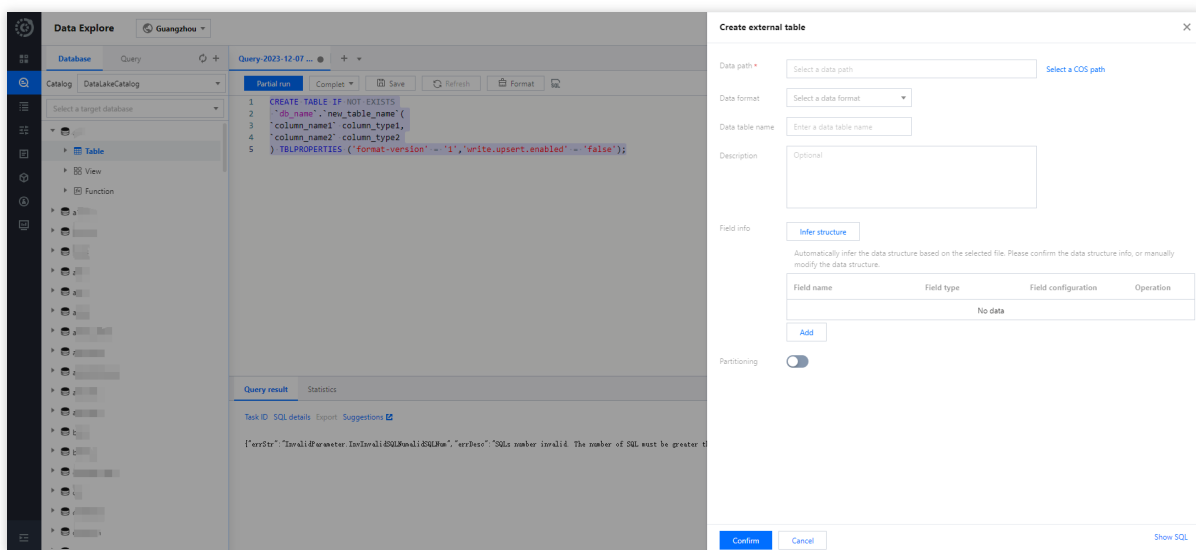 Data Explore
Guangzhou
Database
Query
Catalog DataLakeCatalog
Select a target database
Table
View
Function
Query-2023-12-07 ...
Partial run
Complet
Save
Refresh
Format
1 CREATE TABLE IF NOT EXISTS
2 `db_name`.`new_table_name`(
3 `column_name1` column_type1,
4 `column_name2` column_type2
5 ) TBLPROPERTIES ('format-version' = '1','write.upsert.enabled' = 'false');
Query result
Statistics
Task ID SQL details Export Suggestions
{"errStr":"InvalidParameter.InvInvalidSQLNumalidSQLNum","errDesc":"SQLs number invalid. The number of SQL must be greater
Create external table
Data path *
Select a data path
Select a COS path
Data format
Select a data format
Data table name
Enter a data table name
Description
Optional
Field info
Infer structure
Automatically infer the data structure based on the selected file. Please confirm the data structure info, or manually
modify the data structure.
Field name Field type Field configuration Operation
No data
Add
Partitioning
Confirm
Cancel
Show SQL